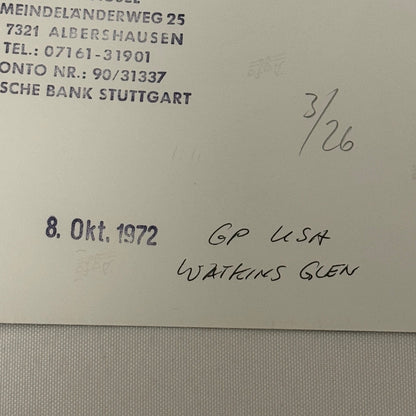 MEINDELÄNDERWEG 25
7321 ALBERSHAUSEN
TEL.: 07161-31901
ONTO NR.: 90/31337
SCHE BANK STUTTGART
3/26
8. Okt. 1972
GP USA
WATKINS GLEN